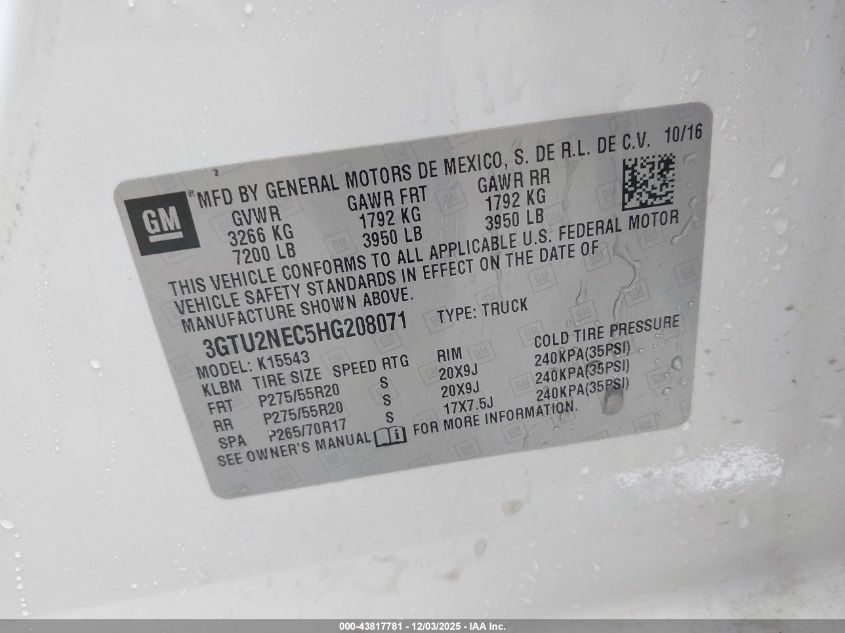 GM
® MFD BY GENERAL MOTORS DE MEXICO, S. DE R.L. DE C.V. 10/16
GVWR GAWR FRT GAWR RR
3266 KG 1792 KG 1792 KG
7200 LB 3950 LB 3950 LB
THIS VEHICLE CONFORMS TO ALL APPLICABLE U.S. FEDERAL MOTOR
VEHICLE SAFETY STANDARDS IN EFFECT ON THE DATE OF
MANUFACTURE SHOWN ABOVE.
3GTU2NEC5HG208071 TYPE: TRUCK
MODEL: K15543
KLBM TIRE SIZE SPEED RTG RIM COLD TIRE PRESSURE
FRT P275/55R20 S 20X9J 240KPA(35PSI)
RR P275/55R20 S 20X9J 240KPA(35PSI)
SPA P265/70R17 S 17X7.5J 240KPA(35PSI)
SEE OWNER'S MANUAL FOR MORE INFORMATION.
000-43817781 - 12/03/2025 - IAA Inc.